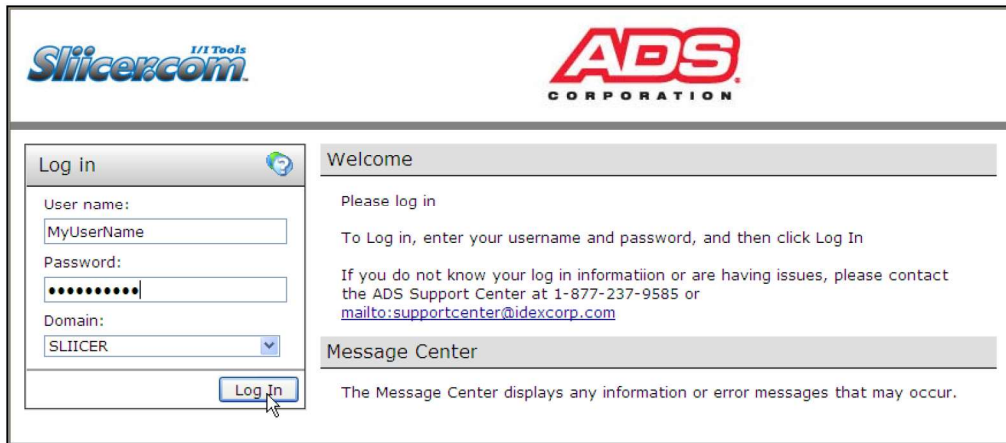 I/I Tools
Sliicer.com
ADS
CORPORATION
Log in
User name:
MyUserName
Password:
Domain:
SLIICER
Log In
Welcome
Please log in
To Log in, enter your username and password, and then click Log In
If you do not know your log in informatiion or are having issues, please contact
the ADS Support Center at 1-877-237-9585 or
mailto:supportcenter@idexcorp.com
Message Center
The Message Center displays any information or error messages that may occur.